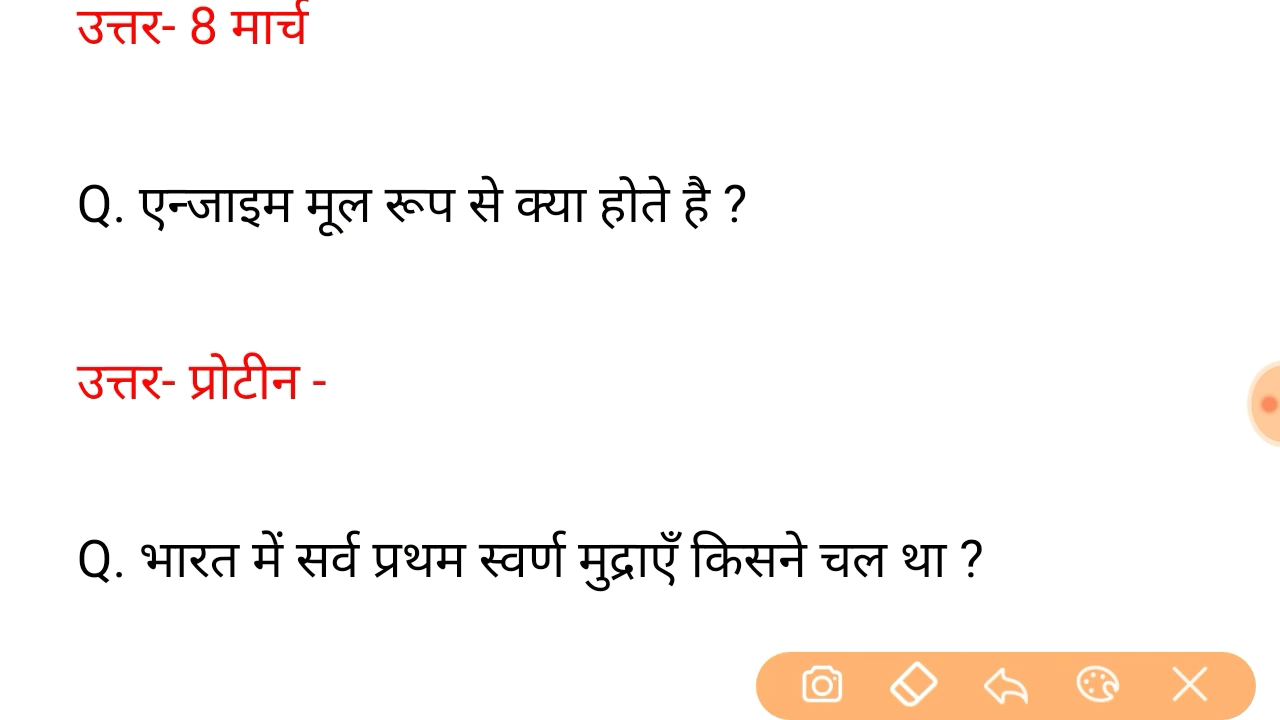 उत्तर- 8 मार्च
Q. एन्जाइम मूल रूप से क्या होते है ?
उत्तर- प्रोटीन -
Q. भारत में सर्व प्रथम स्वर्ण मुद्राएँ किसने चल था ?